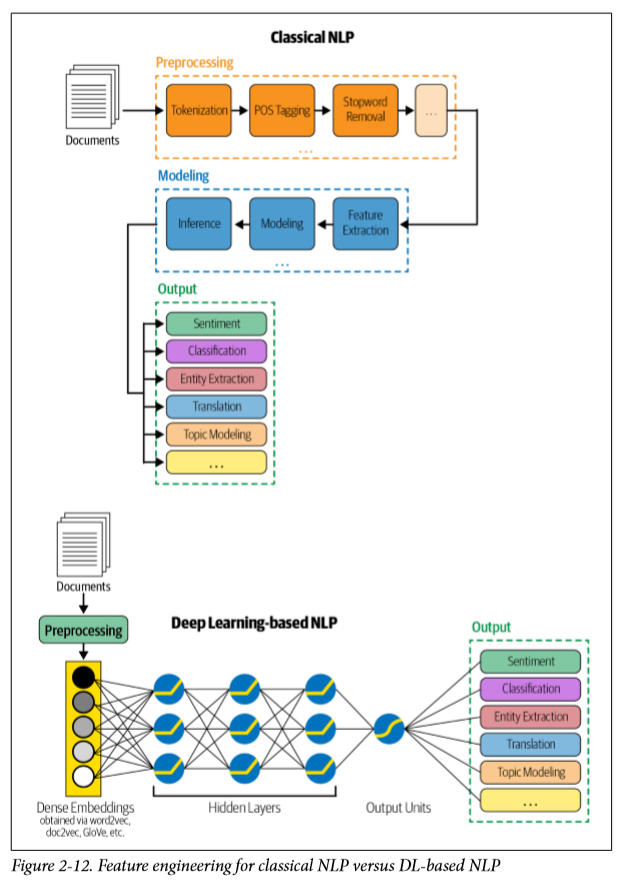 Classical NLP
Preprocessing
Documents
Tokenization
POS Tagging
Stopword
Removal
...
...
Modeling
Inference
Modeling
Feature
Extraction
...
Output
Sentiment
Classification
Entity Extraction
Translation
Topic Modeling
...
Documents
Preprocessing
Deep Learning-based NLP
Output
Sentiment
Classification
Entity Extraction
Translation
Topic Modeling
...
Dense Embeddings
obtained via word2vec,
doc2vec, GloVe, etc.
Hidden Layers
Output Units
Figure 2-12. Feature engineering for classical NLP versus DL-based NLP